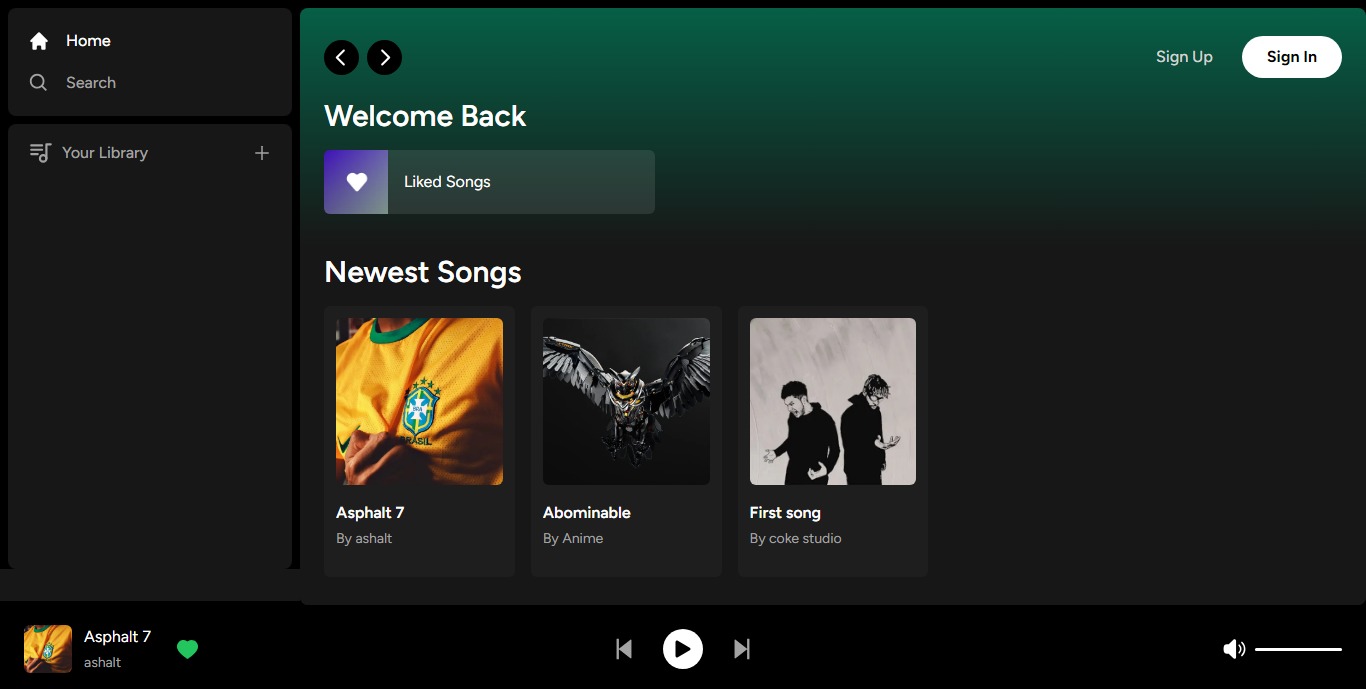 Home
Search
Your Library
Sign Up
Sign In
Welcome Back
Liked Songs
Newest Songs
BRA
BRASIL
Asphalt 7
By ashalt
Abominable
By Anime
First song
By coke studio
Asphalt 7
ashalt